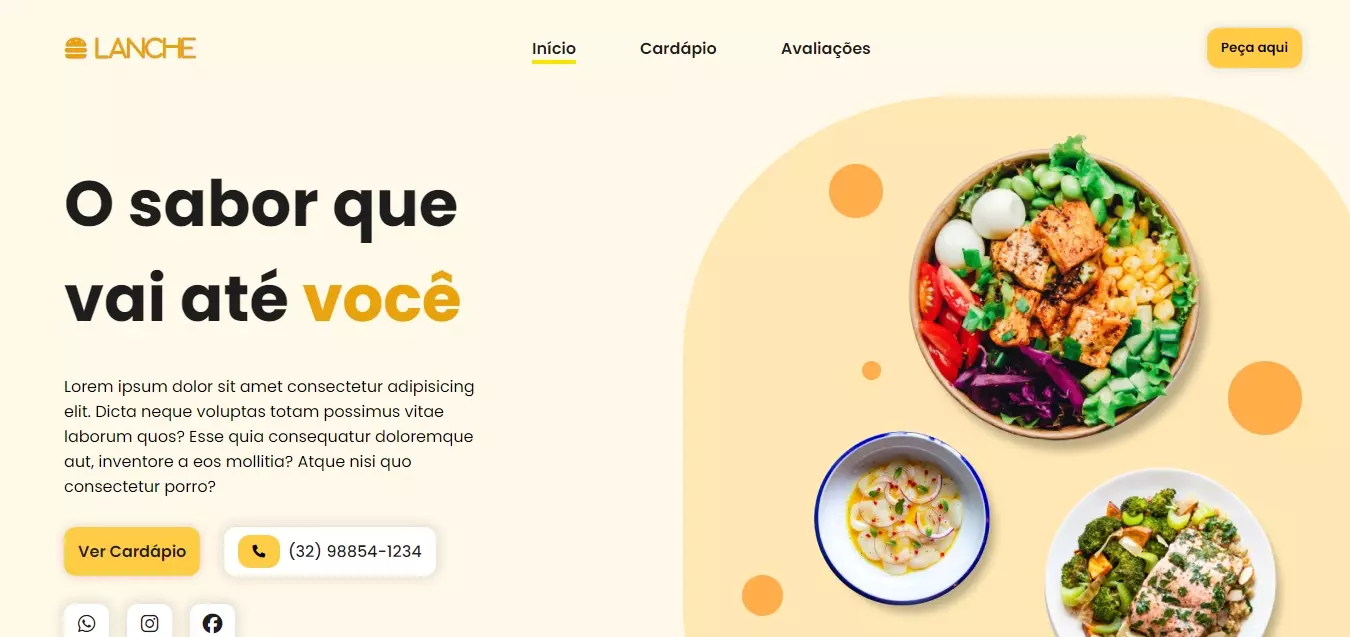 LANCHE
Início
Cardápio
Avaliações
Peça aqui
O sabor que
vai até você
Lorem ipsum dolor sit amet consectetur adipisicing
elit. Dicta neque voluptas totam possimus vitae
laborum quos? Esse quia consequatur doloremque
aut, inventore a eos mollitia? Atque nisi quo
consectetur porro?
Ver Cardápio
(32) 98854-1234